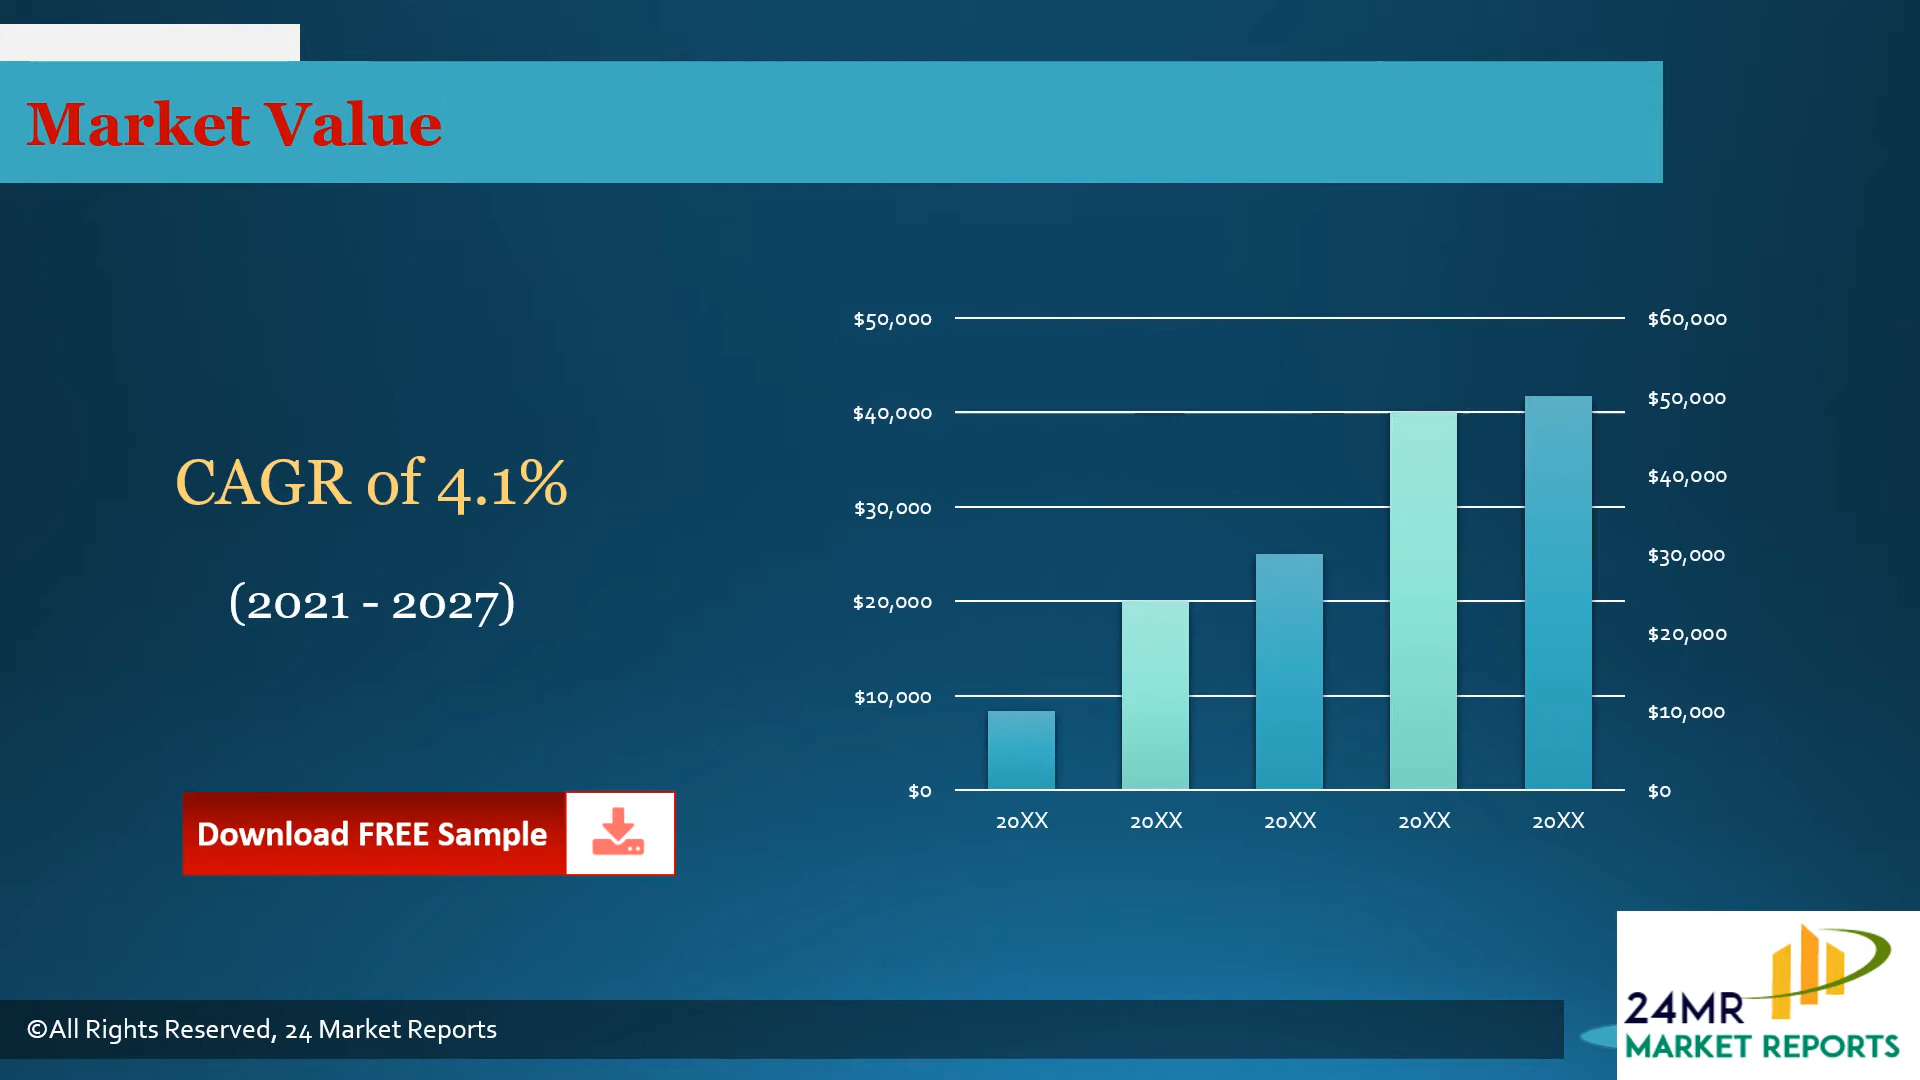 Market Value
CAGR of 4.1%
(2021 - 2027)
Download FREE Sample
$50,000
$40,000
$30,000
$20,000
$10,000
$0
$60,000
$50,000
$40,000
$30,000
$20,000
$10,000
$0
20XX 20XX 20XX 20XX 20XX
©All Rights Reserved, 24 Market Reports
24MR
MARKET REPORTS